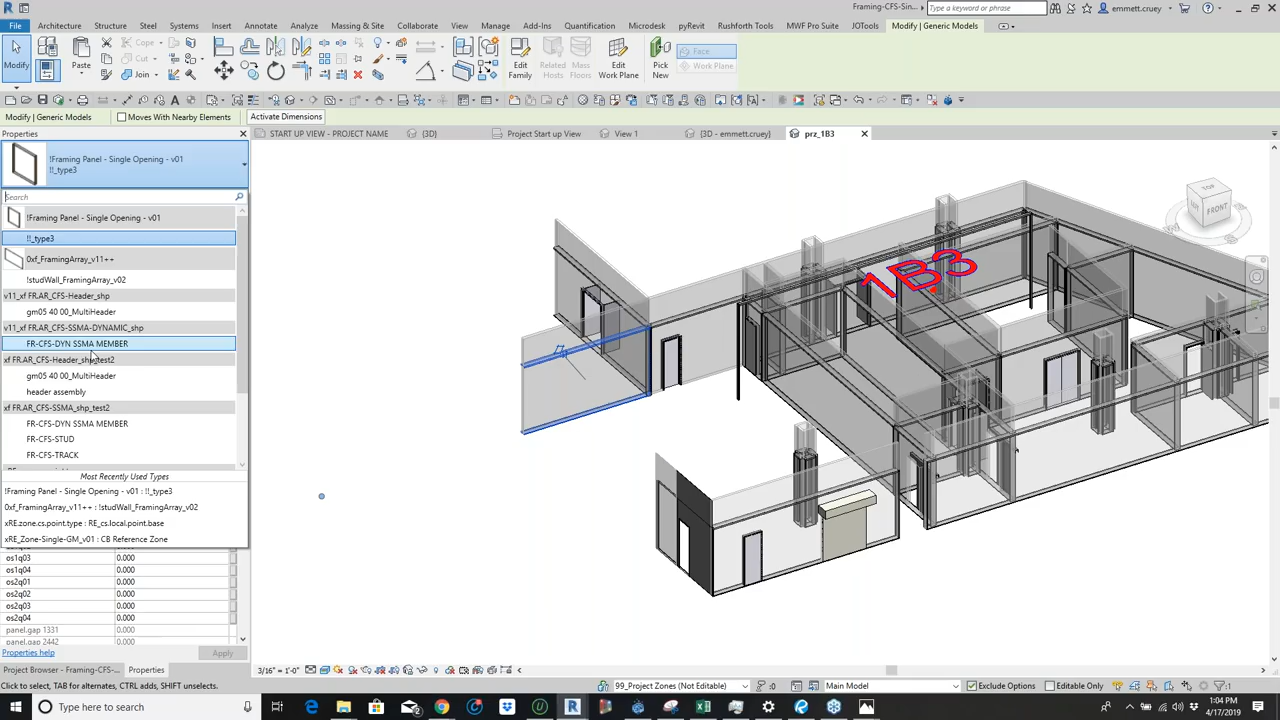 Framing-CFS-Sin...
Type a keyword or phrase
emmett.cruey
File Architecture Structure Steel Systems Insert Annotate Analyze Massing & Site Collaborate View Manage Add-Ins Quantification Microdesk pyRevit Rushforth Tools MWF Pro Suite JOTools Modify | Generic Models
Modify Paste Cope Cut Join Edit Family Related Hosts Mass Floors Edit Work Plane Pick New Face Work Plane
Modify | Generic Models Moves With Nearby Elements Activate Dimensions
Properties START UP VIEW - PROJECT NAME {3D} Project Start up View View 1 {3D - emmett.cruey} prz_1B3
!Framing Panel - Single Opening - v01
!!_type3
Search
!Framing Panel - Single Opening - v01
!!_type3
0xf_FramingArray_v11++
!studWall_FramingArray_v02
v11_xf FR.AR_CFS-Header_shp
gm05 40 00_MultiHeader
v11_xf FR.AR_CFS-SSMA-DYNAMIC_shp
FR-CFS-DYN SSMA MEMBER
xf FR.AR_CFS-Header_shp_test2
gm05 40 00_MultiHeader
header assembly
xf FR.AR_CFS-SSMA_shp_test2
FR-CFS-DYN SSMA MEMBER
FR-CFS-STUD
FR-CFS-TRACK
Most Recently Used Types
!Framing Panel - Single Opening - v01 : !!_type3
0xf_FramingArray_v11++ : !studWall_FramingArray_v02
xRE.zone.cs.point.type : RE_cs.local.point.base
xRE_Zone-Single-GM_v01 : CB Reference Zone
os1q03 0.000
os1q04 0.000
os2q01 0.000
os2q02 0.000
os2q03 0.000
os2q04 0.000
panel.gap 1331 0.000
panel.gap 2442 0.000
Properties help Apply
1B3
TOP
FRONT
Project Browser - Framing-CFS-... Properties
3/16" = 1'-0"
Click to select, TAB for alternates, CTRL adds, SHIFT unselects.
99_Project Zones (Not Editable) :0 Main Model Exclude Options Editable Only :1
Type here to search
1:04 PM
4/17/2019